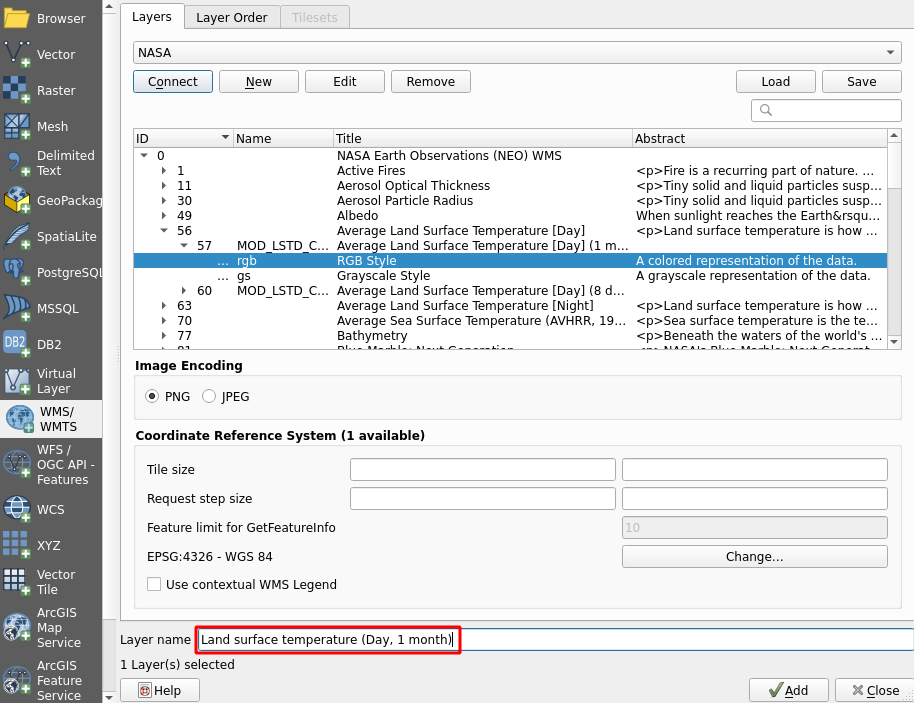 Browser
Vector
Raster
Mesh
Delimited
Text
GeoPackag
SpatiaLite
PostgreSQL
MSSQL
DB2
DB2
Virtual
Layer
WMS/
WMTS
WFS /
OGC API -
Features
WCS
XYZ
Vector
Tile
ArcGIS
Map
Service
ArcGIS
Feature
Service
Layers Layer Order Tilesets
NASA
Connect New Edit Remove Load Save
ID Name Title Abstract
0 NASA Earth Observations (NEO) WMS
1 Active Fires <p>Fire is a recurring part of nature. ...
11 Aerosol Optical Thickness <p>Tiny solid and liquid particles susp...
30 Aerosol Particle Radius <p>Tiny solid and liquid particles susp...
49 Albedo When sunlight reaches the Earth&rsqu...
56 Average Land Surface Temperature [Day] <p>Land surface temperature is how ...
57 MOD_LSTD_C... Average Land Surface Temperature [Day] (1 m...
... rgb RGB Style A colored representation of the data.
... gs Grayscale Style A grayscale representation of the data.
60 MOD_LSTD_C... Average Land Surface Temperature [Day] (8 d...
63 Average Land Surface Temperature [Night] <p>Land surface temperature is how ...
70 Average Sea Surface Temperature (AVHRR, 19... <p>Sea surface temperature is the te...
77 Bathymetry <p>Beneath the waters of the world's ...
Image Encoding
PNG JPEG
Coordinate Reference System (1 available)
Tile size
Request step size
Feature limit for GetFeatureInfo 10
EPSG:4326 - WGS 84 Change...
Use contextual WMS Legend
Layer name Land surface temperature (Day, 1 month)
1 Layer(s) selected
Help Add Close